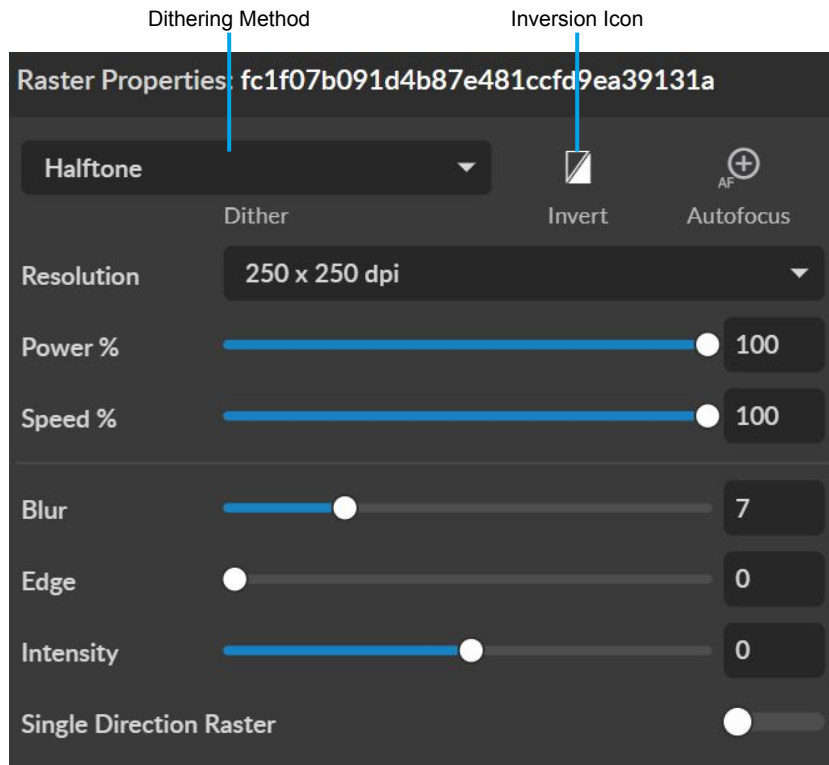 Dithering Method Inversion Icon
Raster Properties: fc1f07b091d4b87e481ccfd9ea39131a
Halftone
AF
Dither Invert Autofocus
Resolution 250 x 250 dpi
Power % 100
Speed % 100
Blur 7
Edge 0
Intensity 0
Single Direction Raster